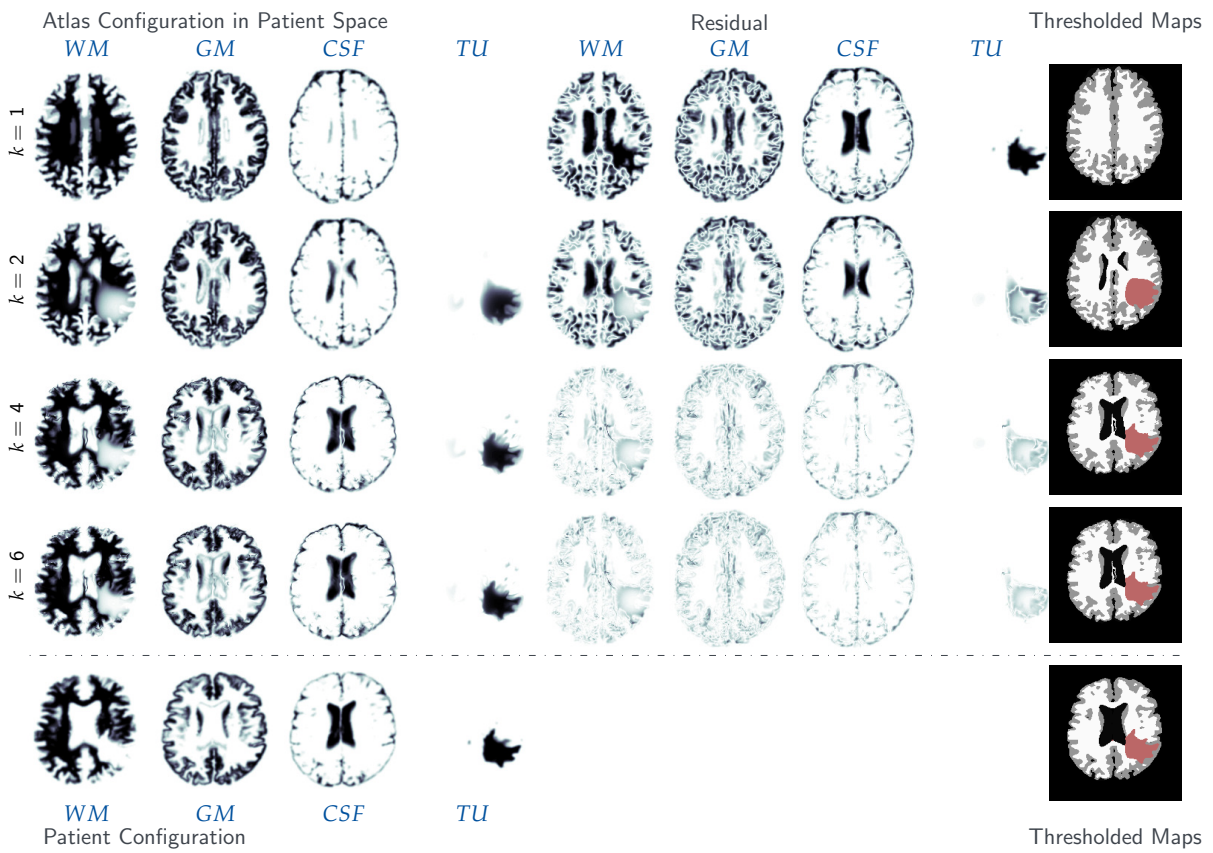 Atlas Configuration in Patient Space Residual Thresholded Maps
WM GM CSF TU WM GM CSF TU
k = 1
k = 2
k = 4
k = 6
WM GM CSF TU
Patient Configuration Thresholded Maps